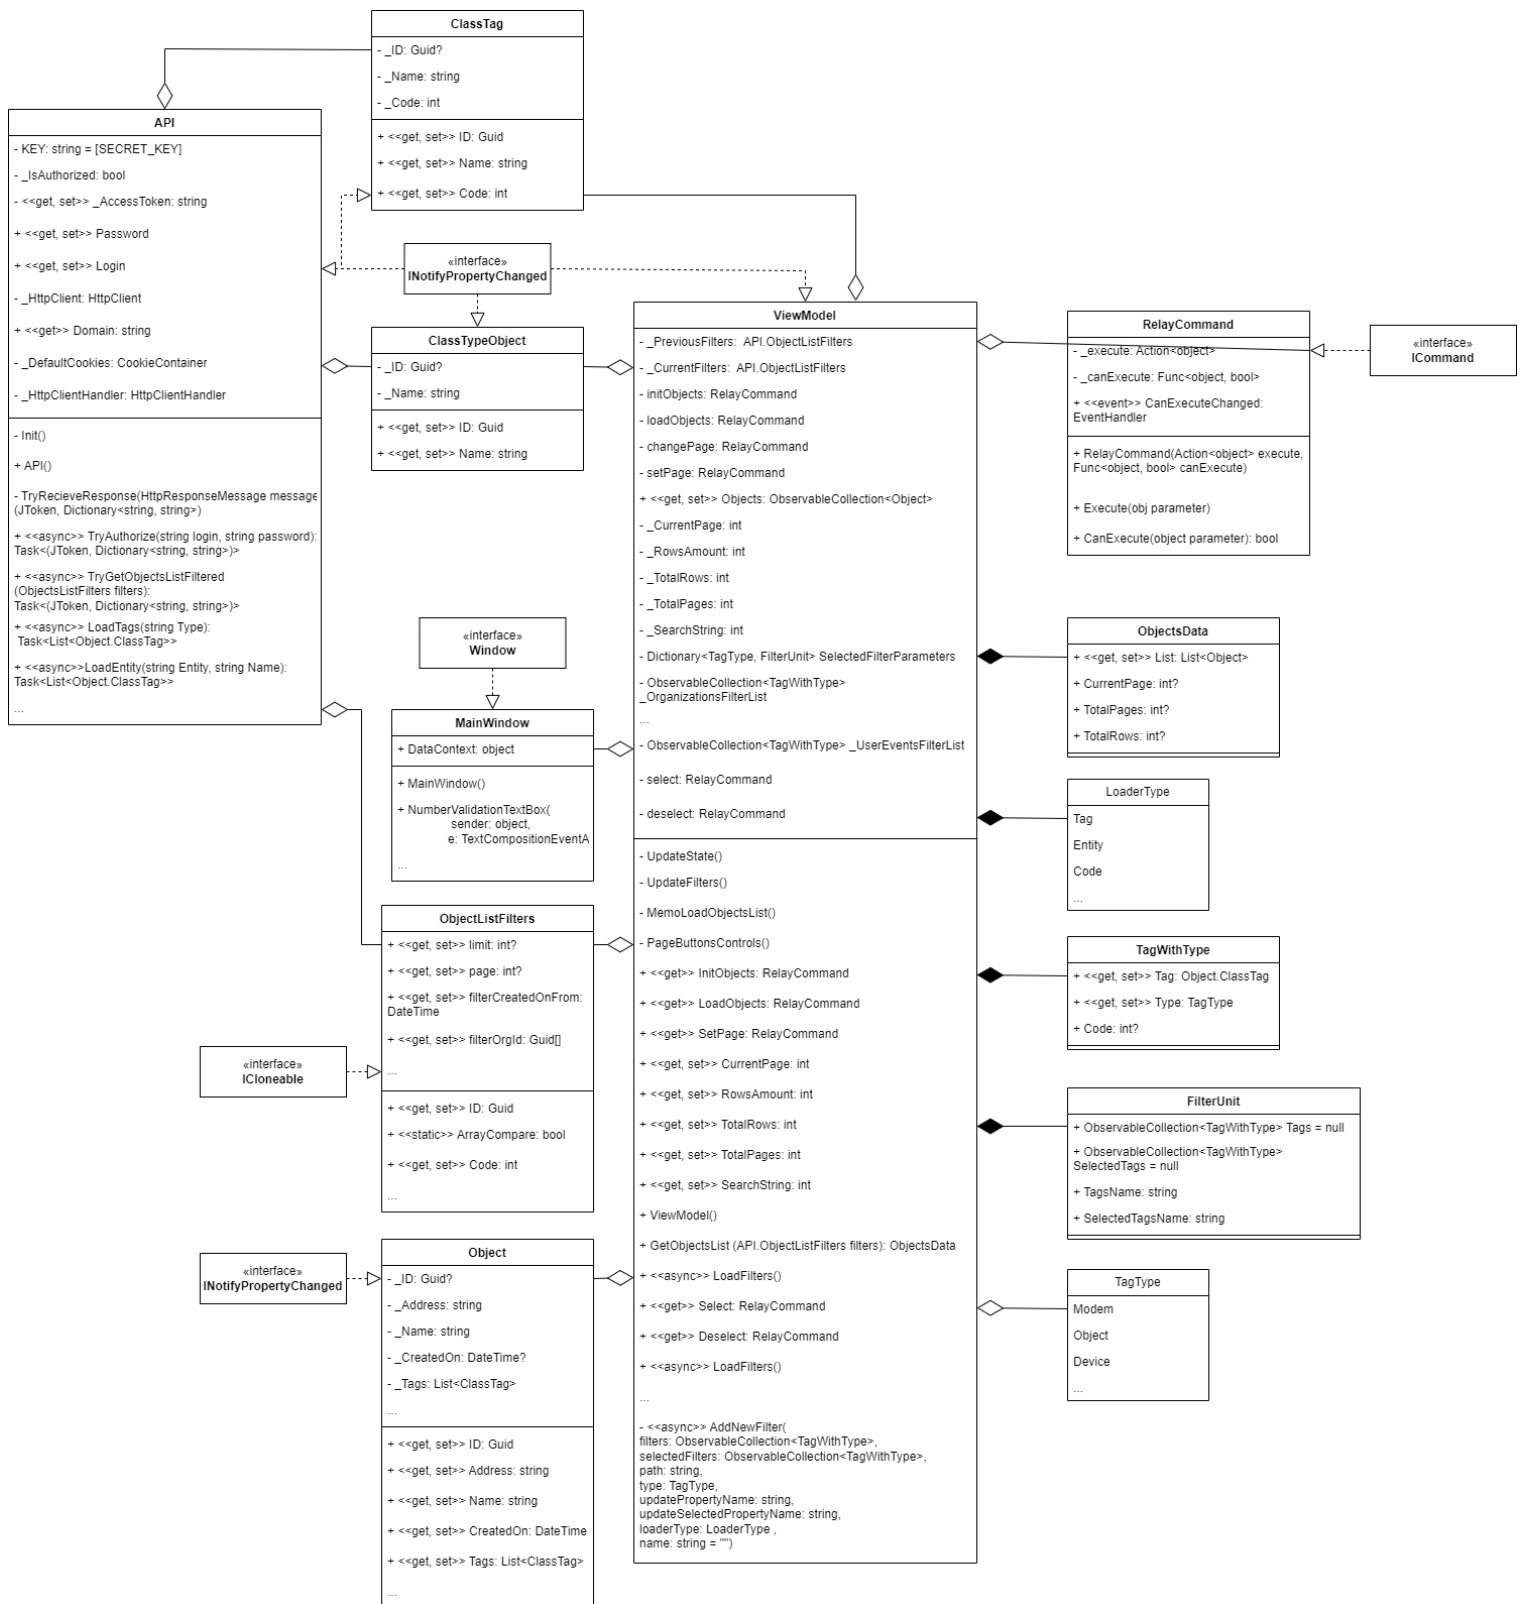 ClassTag
- _ID: Guid?
- _Name: string
- _Code: int
+ <<get, set>> ID: Guid
+ <<get, set>> Name: string
+ <<get, set>> Code: int
API
- KEY: string = [SECRET_KEY]
- _IsAuthorized: bool
- <<get, set>> _AccessToken: string
+ <<get, set>> Password
+ <<get, set>> Login
- _HttpClient: HttpClient
+ <<get>> Domain: string
- _DefaultCookies: CookieContainer
- _HttpClientHandler: HttpClientHandler
- Init()
+ API()
- TryRecieveResponse(HttpResponseMessage message
(JToken, Dictionary<string, string>)
+ <<async>> TryAuthorize(string login, string password):
Task<(JToken, Dictionary<string, string>)>
+ <<async>> TryGetObjectsListFiltered
(ObjectsListFilters filters):
Task<(JToken, Dictionary<string, string>)>
+ <<async>> LoadTags(string Type):
Task<List<Object.ClassTag>>
+ <<async>>LoadEntity(string Entity, string Name):
Task<List<Object.ClassTag>>
...
«interface»
INotifyPropertyChanged
ClassTypeObject
- _ID: Guid?
- _Name: string
+ <<get, set>> ID: Guid
+ <<get, set>> Name: string
«interface»
Window
MainWindow
+ DataContext: object
+ MainWindow()
+ NumberValidationTextBox(
sender: object,
e: TextCompositionEventA
...
ObjectListFilters
+ <<get, set>> limit: int?
+ <<get, set>> page: int?
+ <<get, set>> filterCreatedOnFrom:
DateTime
+ <<get, set>> filterOrgId: Guid[]
...
+ <<get, set>> ID: Guid
+ <<static>> ArrayCompare: bool
+ <<get, set>> Code: int
...
«interface»
ICloneable
«interface»
INotifyPropertyChanged
Object
- _ID: Guid?
- _Address: string
- _Name: string
- _CreatedOn: DateTime?
- _Tags: List<ClassTag>
...
+ <<get, set>> ID: Guid
+ <<get, set>> Address: string
+ <<get, set>> Name: string
+ <<get, set>> CreatedOn: DateTime
+ <<get, set>> Tags: List<ClassTag>
...
ViewModel
- _PreviousFilters:  API.ObjectListFilters
- _CurrentFilters:  API.ObjectListFilters
- initObjects: RelayCommand
- loadObjects: RelayCommand
- changePage: RelayCommand
- setPage: RelayCommand
+ <<get, set>> Objects: ObservableCollection<Object>
- _CurrentPage: int
- _RowsAmount: int
- _TotalRows: int
- _TotalPages: int
- _SearchString: int
- Dictionary<TagType, FilterUnit> SelectedFilterParameters
- ObservableCollection<TagWithType>
_OrganizationsFilterList
...
- ObservableCollection<TagWithType> _UserEventsFilterList
- select: RelayCommand
- deselect: RelayCommand
- UpdateState()
- UpdateFilters()
- MemoLoadObjectsList()
- PageButtonsControls()
+ <<get>> InitObjects: RelayCommand
+ <<get>> LoadObjects: RelayCommand
+ <<get>> SetPage: RelayCommand
+ <<get, set>> CurrentPage: int
+ <<get, set>> RowsAmount: int
+ <<get, set>> TotalRows: int
+ <<get, set>> TotalPages: int
+ <<get, set>> SearchString: int
+ ViewModel()
+ GetObjectsList (API.ObjectListFilters filters): ObjectsData
+ <<async>> LoadFilters()
+ <<get>> Select: RelayCommand
+ <<get>> Deselect: RelayCommand
+ <<async>> LoadFilters()
...
- <<async>> AddNewFilter(
filters: ObservableCollection<TagWithType>,
selectedFilters: ObservableCollection<TagWithType>,
path: string,
type: TagType,
updatePropertyName: string,
updateSelectedPropertyName: string,
loaderType: LoaderType ,
name: string = "")
RelayCommand
- _execute: Action<object>
- _canExecute: Func<object, bool>
+ <<event>> CanExecuteChanged:
EventHandler
+ RelayCommand(Action<object> execute,
Func<object, bool> canExecute)
+ Execute(obj parameter)
+ CanExecute(object parameter): bool
«interface»
ICommand
ObjectsData
+ <<get, set>> List: List<Object>
+ CurrentPage: int?
+ TotalPages: int?
+ TotalRows: int?
LoaderType
Tag
Entity
Code
...
TagWithType
+ <<get, set>> Tag: Object.ClassTag
+ <<get, set>> Type: TagType
+ Code: int?
FilterUnit
+ ObservableCollection<TagWithType> Tags = null
+ ObservableCollection<TagWithType>
SelectedTags = null
+ TagsName: string
+ SelectedTagsName: string
TagType
Modem
Object
Device
...